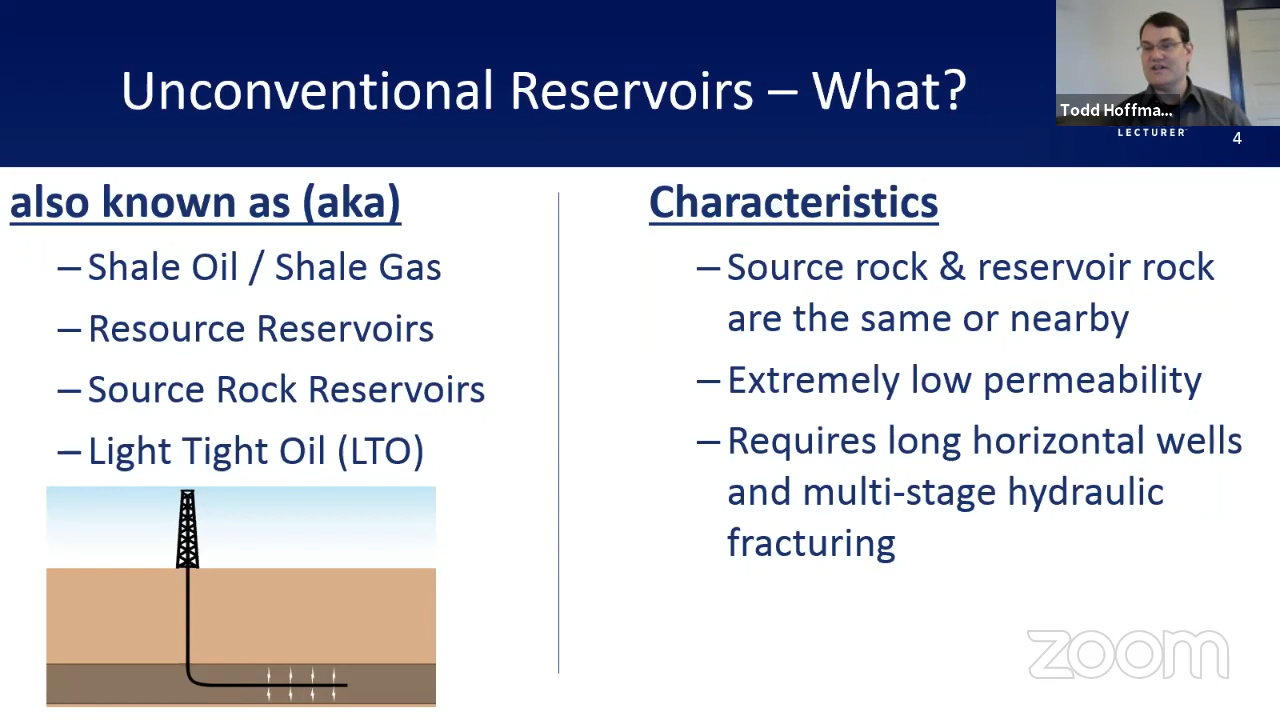 Unconventional Reservoirs – What?
Todd Hoffma...
LECTURER
4
also known as (aka)
– Shale Oil / Shale Gas
– Resource Reservoirs
– Source Rock Reservoirs
– Light Tight Oil (LTO)
Characteristics
– Source rock & reservoir rock
are the same or nearby
– Extremely low permeability
– Requires long horizontal wells
and multi-stage hydraulic
fracturing
zoom